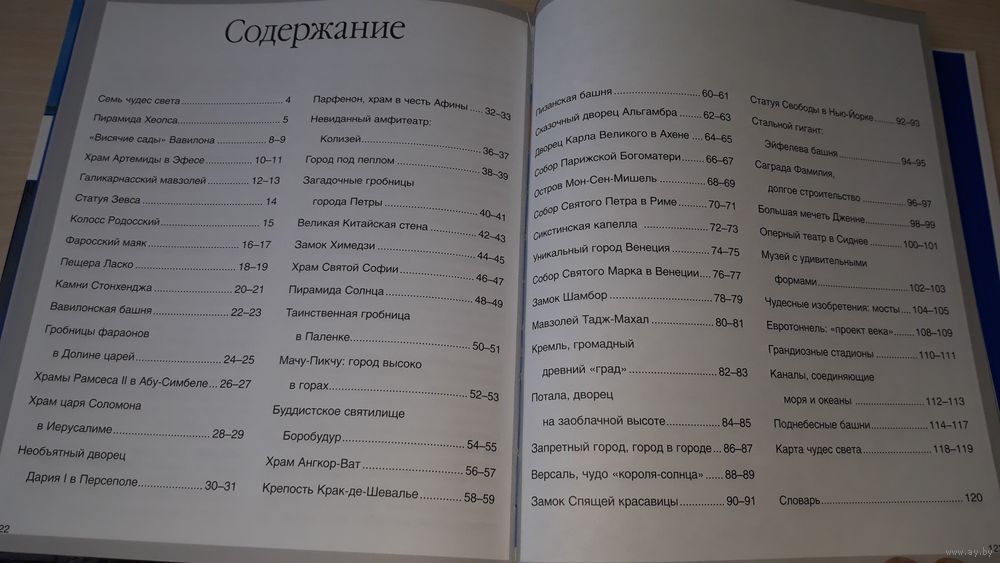 Содержание
Семь чудес света 4
Пирамида Хеопса 5
«Висячие сады» Вавилона 8–9
Храм Артемиды в Эфесе 10–11
Галикарнасский мавзолей 12–13
Статуя Зевса 14
Колосс Родосский 15
Фаросский маяк 16–17
Пещера Ласко 18–19
Камни Стонхенджа 20–21
Вавилонская башня 22–23
Гробницы фараонов
в Долине царей 24–25
Храмы Рамсеса II в Абу-Симбеле 26–27
Храм царя Соломона
в Иерусалиме 28–29
Необъятный дворец
Дария I в Персеполе 30–31
Парфенон, храм в честь Афины 32–33
Невиданный амфитеатр:
Колизей 36–37
Город под пеплом 38–39
Загадочные гробницы
города Петры 40–41
Великая Китайская стена 42–43
Замок Химедзи 44–45
Храм Святой Софии 46–47
Пирамида Солнца 48–49
Таинственная гробница
в Паленке 50–51
Мачу-Пикчу: город высоко
в горах 52–53
Буддистское святилище
Боробудур 54–55
Храм Ангкор-Ват 56–57
Крепость Крак-де-Шевалье 58–59
22
Пизанская башня 60–61
Сказочный дворец Альгамбра 62–63
Дворец Карла Великого в Ахене 64–65
Собор Парижской Богоматери 66–67
Остров Мон-Сен-Мишель 68–69
Собор Святого Петра в Риме 70–71
Сикстинская капелла 72–73
Уникальный город Венеция 74–75
Собор Святого Марка в Венеции 76–77
Замок Шамбор 78–79
Мавзолей Тадж-Махал 80–81
Кремль, громадный
древний «град» 82–83
Потала, дворец
на заоблачной высоте 84–85
Запретный город, город в городе 86–87
Версаль, чудо «короля-солнца» 88–89
Замок Спящей красавицы 90–91
Статуя Свободы в Нью-Йорке 92–93
Стальной гигант:
Эйфелева башня 94–95
Саграда Фамилия,
долгое строительство 96–97
Большая мечеть Дженне 98–99
Оперный театр в Сиднее 100–101
Музей с удивительными
формами 102–103
Чудесные изобретения: мосты 104–105
Евротоннель: «проект века» 108–109
Грандиозные стадионы 110–111
Каналы, соединяющие
моря и океаны 112–113
Поднебесные башни 114–117
Карта чудес света 118–119
Словарь 120
12
www.ay.by